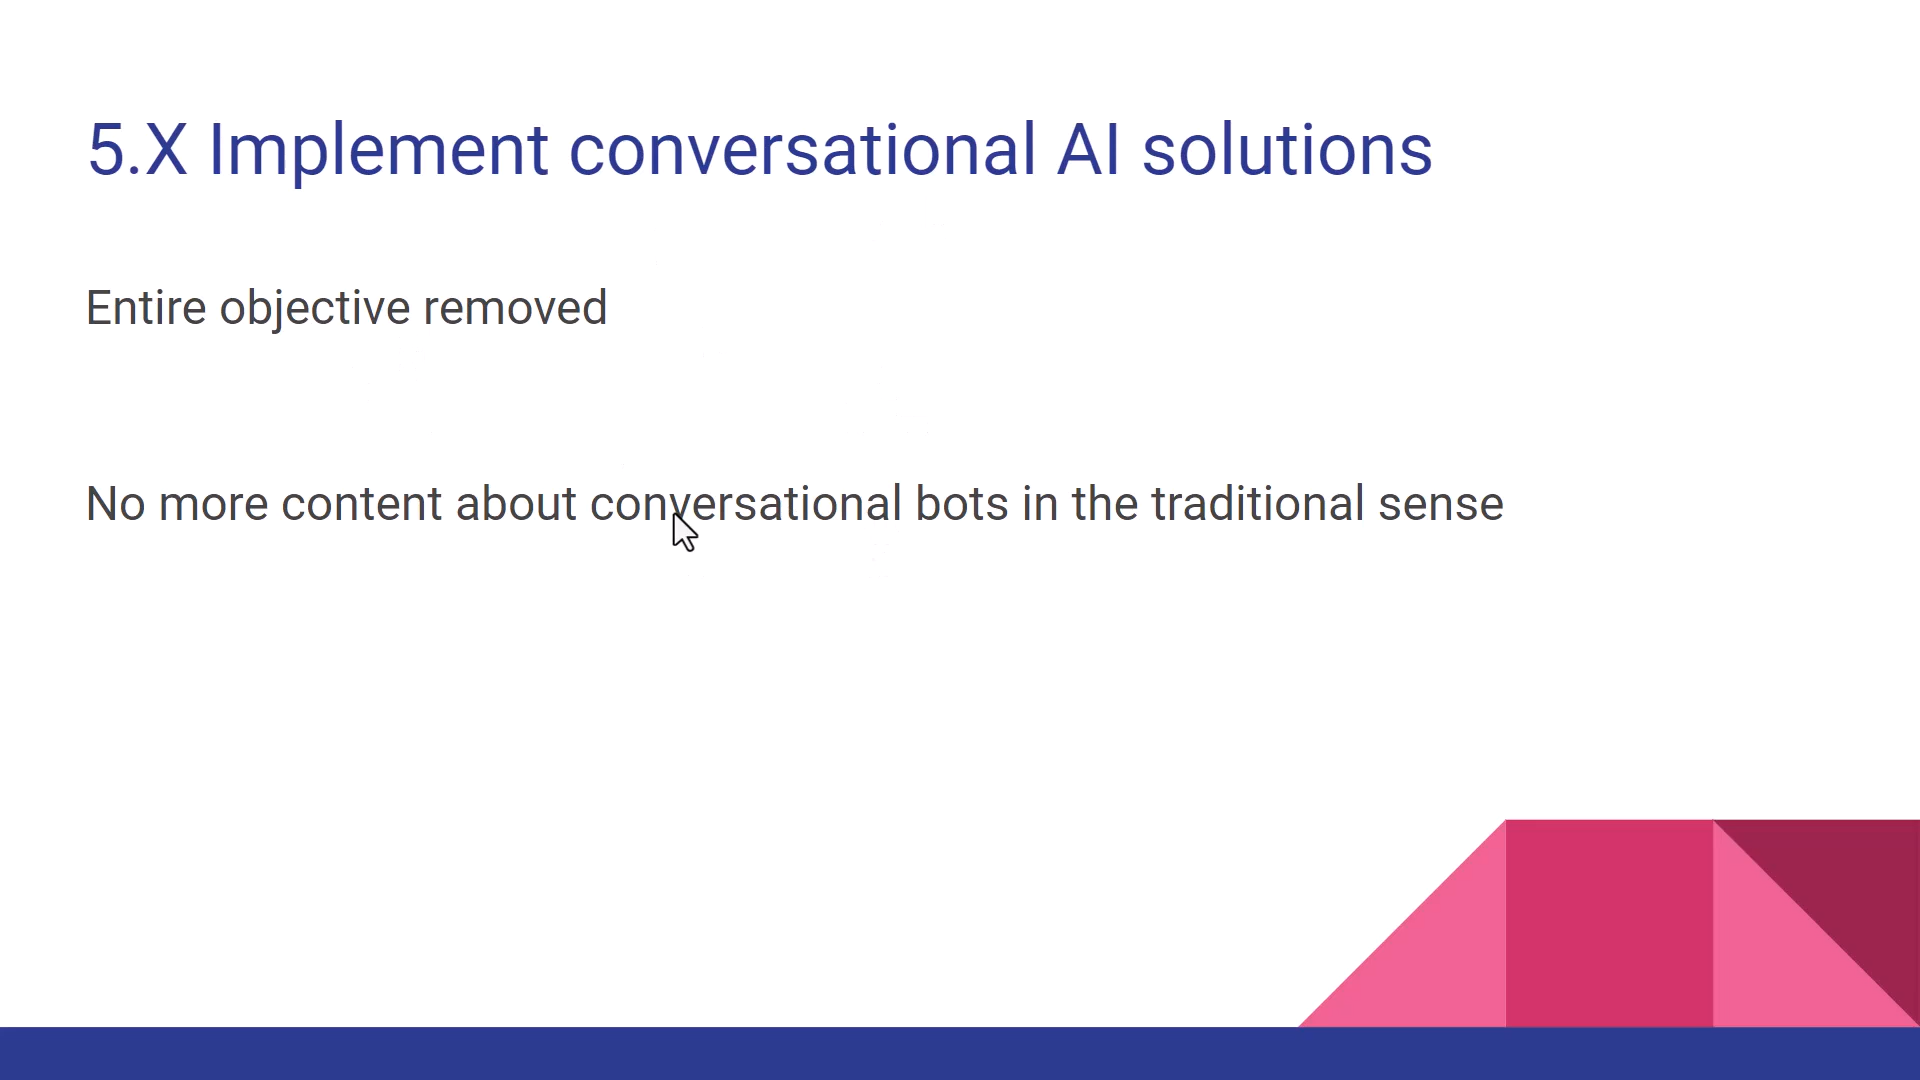 5.X Implement conversational AI solutions
Entire objective removed
No more content about conversational bots in the traditional sense